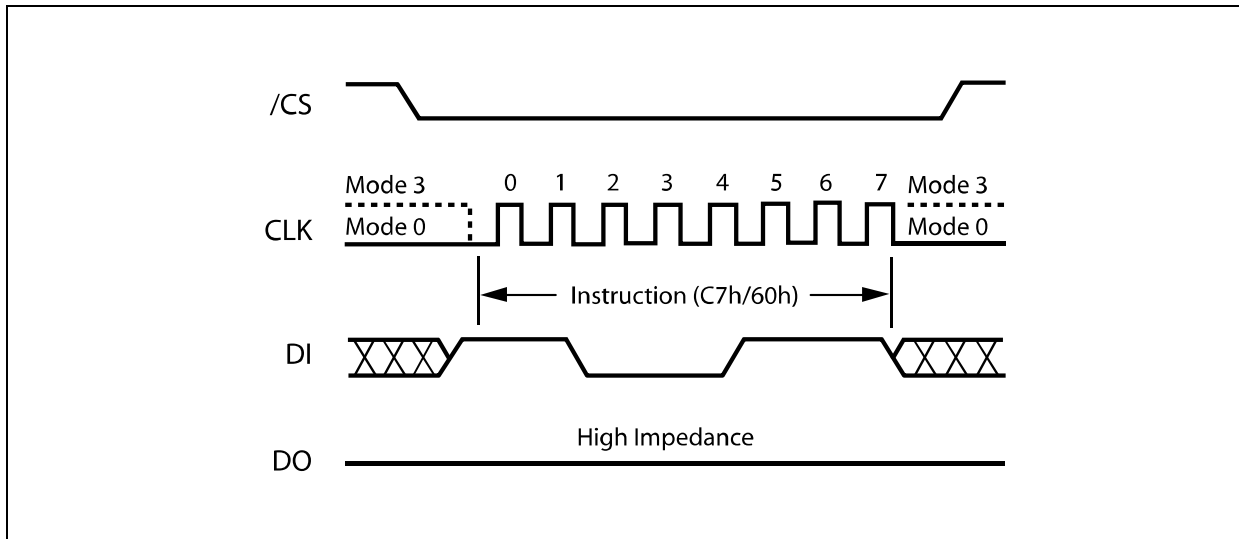 /CS
Mode 3 0 1 2 3 4 5 6 7 Mode 3
CLK Mode 0 Mode 0
Instruction (C7h/60h)
DI
High Impedance
DO